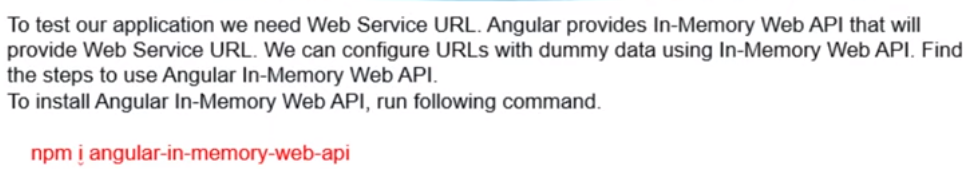 To test our application we need Web Service URL. Angular provides In-Memory Web API that will
provide Web Service URL. We can configure URLs with dummy data using In-Memory Web API. Find
the steps to use Angular In-Memory Web API.
To install Angular In-Memory Web API, run following command.
npm i angular-in-memory-web-api